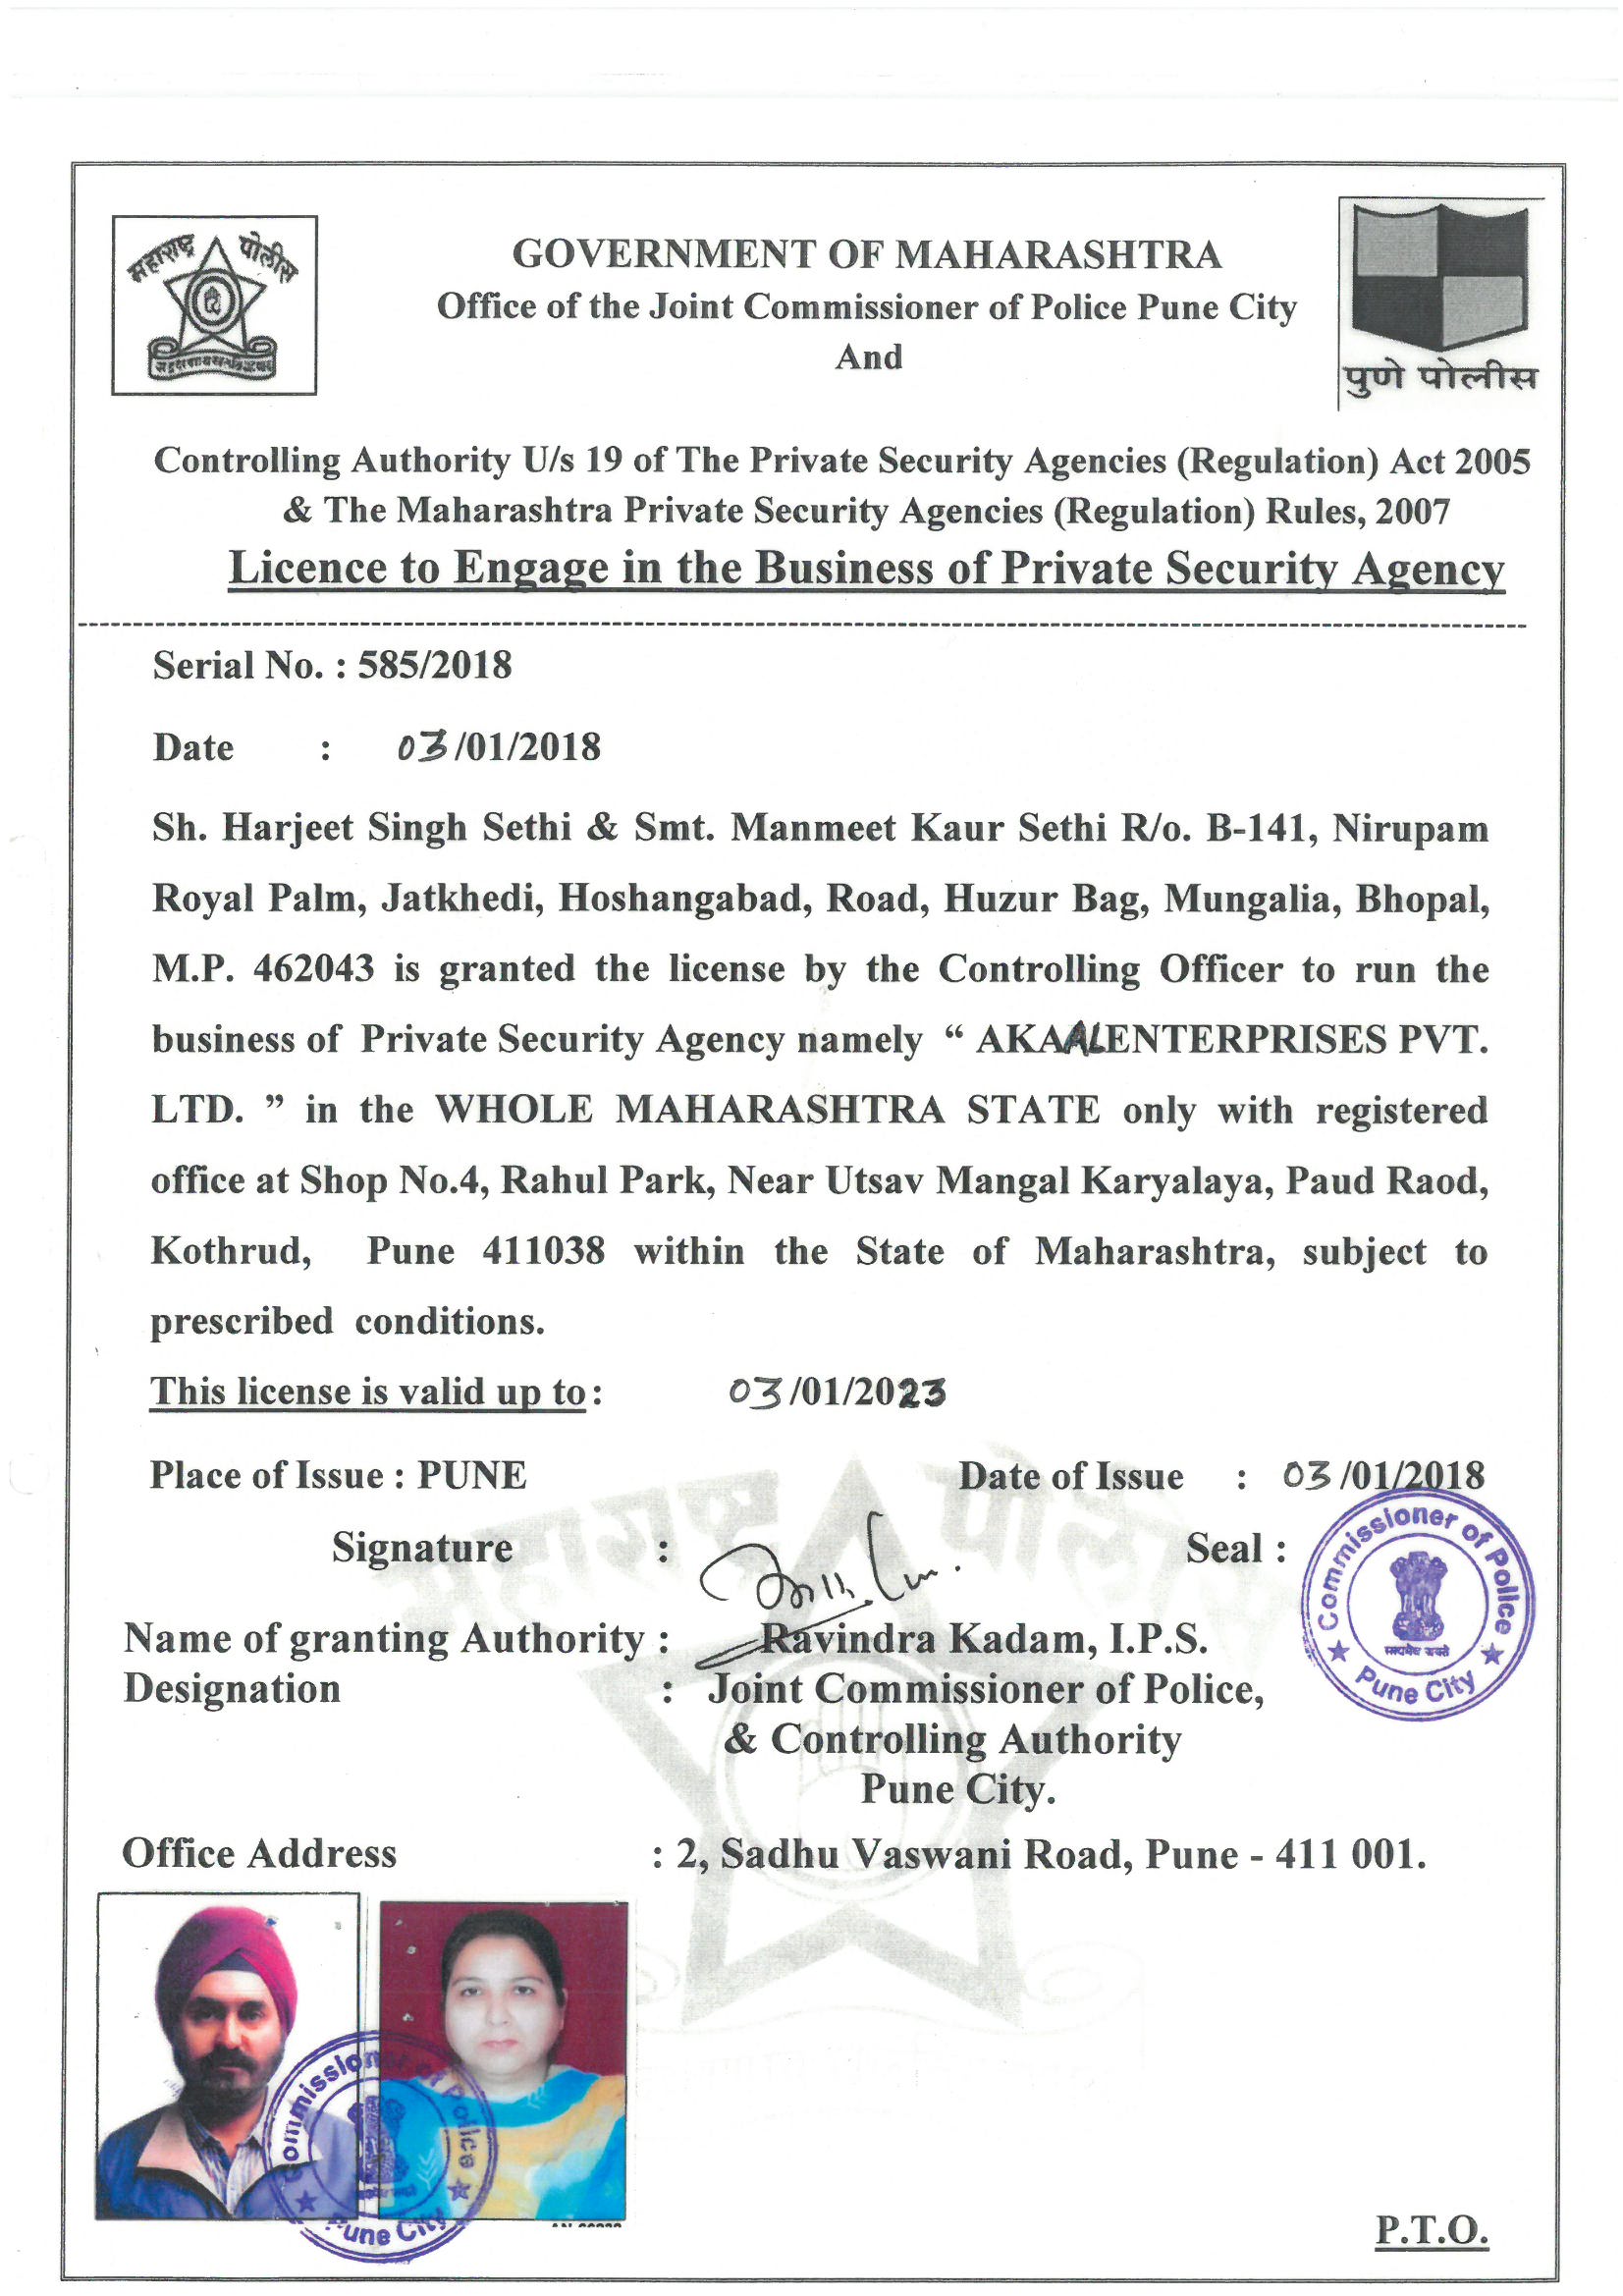 महाराष्ट्र पोलीस
GOVERNMENT OF MAHARASHTRA
Office of the Joint Commissioner of Police Pune City
And
पुणे पोलीस
Controlling Authority U/s 19 of The Private Security Agencies (Regulation) Act 2005
& The Maharashtra Private Security Agencies (Regulation) Rules, 2007
Licence to Engage in the Business of Private Security Agency
Serial No. : 585/2018
Date : 03/01/2018
Sh. Harjeet Singh Sethi & Smt. Manmeet Kaur Sethi R/o. B-141, Nirupam
Royal Palm, Jatkhedi, Hoshangabad, Road, Huzur Bag, Mungalia, Bhopal,
M.P. 462043 is granted the license by the Controlling Officer to run the
business of Private Security Agency namely “ AKAALENTERPRISES PVT.
LTD. ” in the WHOLE MAHARASHTRA STATE only with registered
office at Shop No.4, Rahul Park, Near Utsav Mangal Karyalaya, Paud Raod,
Kothrud, Pune 411038 within the State of Maharashtra, subject to
prescribed conditions.
This license is valid up to: 03/01/2023
Place of Issue : PUNE Date of Issue : 03/01/2018
महाराष्ट्र पोलीस
Signature : Seal :
Commissioner of Police
Pune City
Name of granting Authority : Ravindra Kadam, I.P.S.
Designation : Joint Commissioner of Police,
& Controlling Authority
Pune City.
Office Address : 2, Sadhu Vaswani Road, Pune - 411 001.
Commissioner of Police
Pune City
P.T.O.